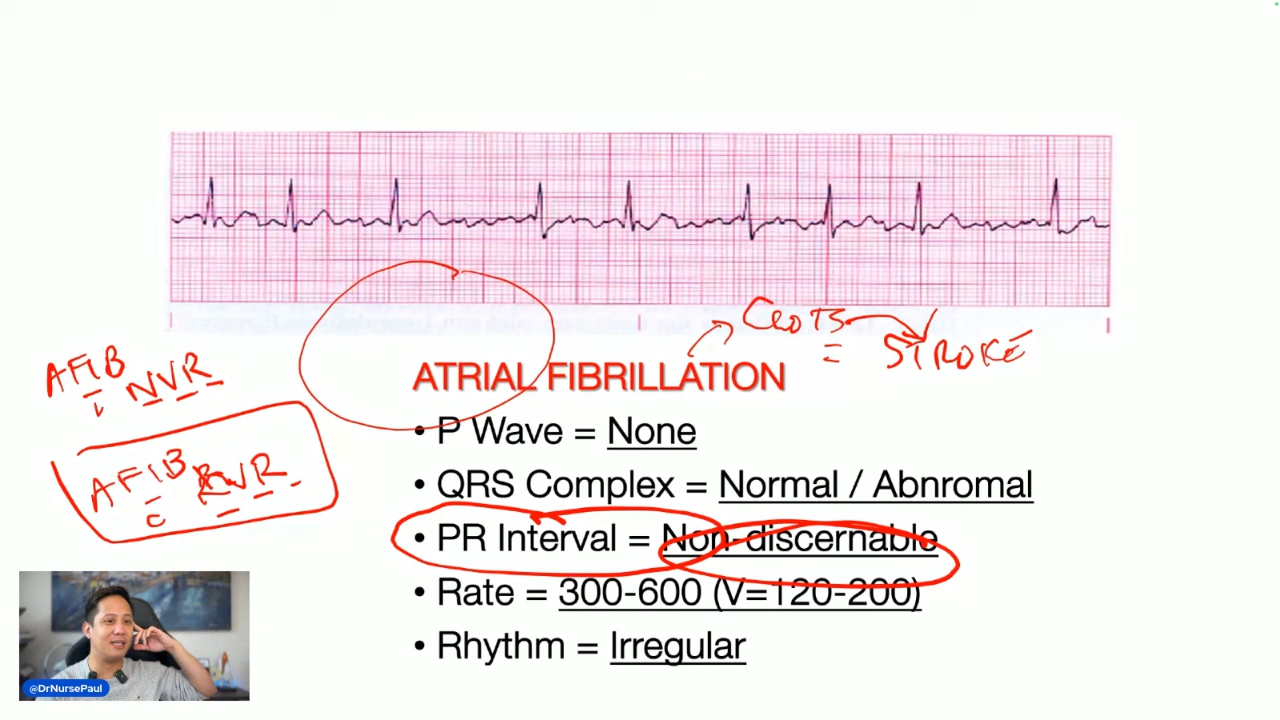 CLOTS
STROKE
AFIB NVR
AFIB RVR
ATRIAL FIBRILLATION
• P Wave = None
• QRS Complex = Normal / Abnromal
• PR Interval = Non-discernable
• Rate = 300-600 (V=120-200)
• Rhythm = Irregular
@DrNursePaul